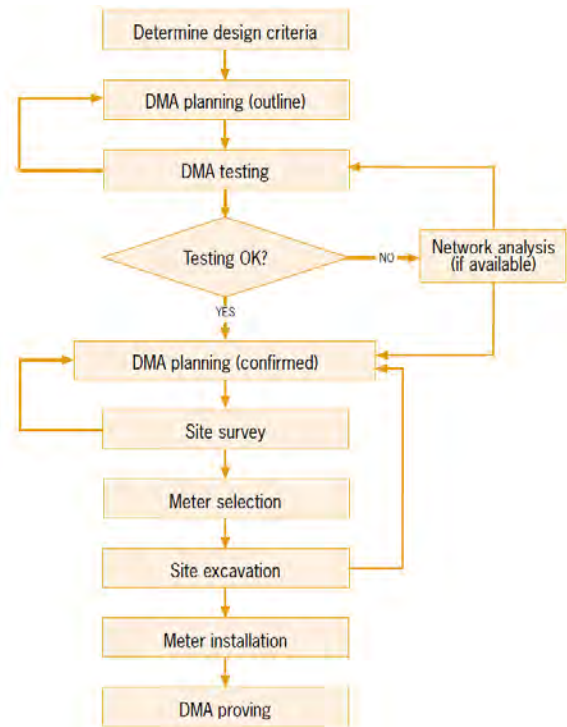 Determine design criteria
DMA planning (outline)
DMA testing
Testing OK?
NO
Network analysis
(if available)
YES
DMA planning (confirmed)
Site survey
Meter selection
Site excavation
Meter installation
DMA proving